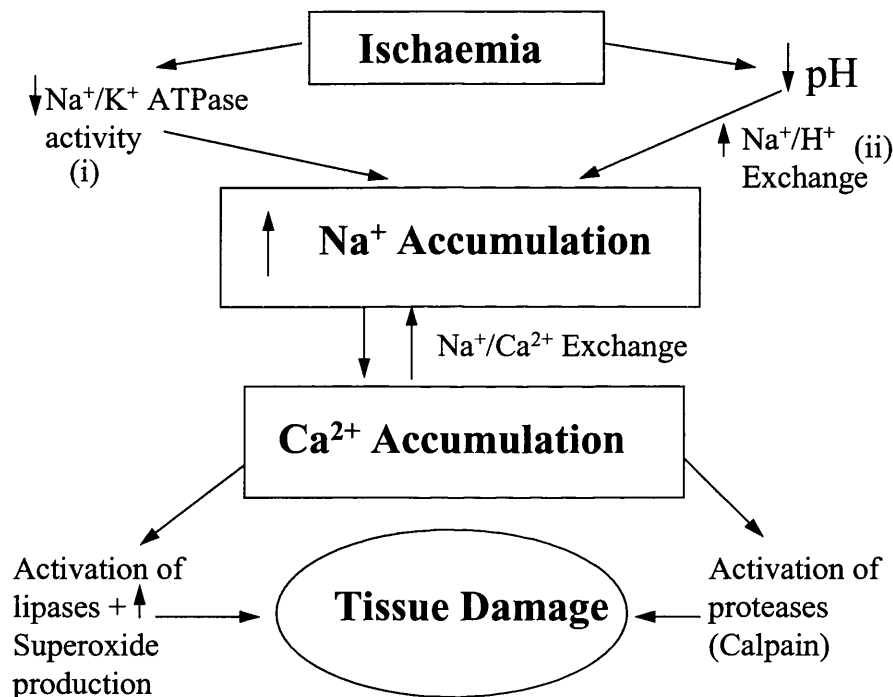 Ischaemia
↓Na⁺/K⁺ ATPase
activity
(i)
↓ pH
↑ Na⁺/H⁺ (ii)
Exchange
↑ Na⁺ Accumulation
Na⁺/Ca²⁺ Exchange
Ca²⁺ Accumulation
Activation of
lipases + ↑
Superoxide
production
Tissue Damage
Activation of
proteases
(Calpain)